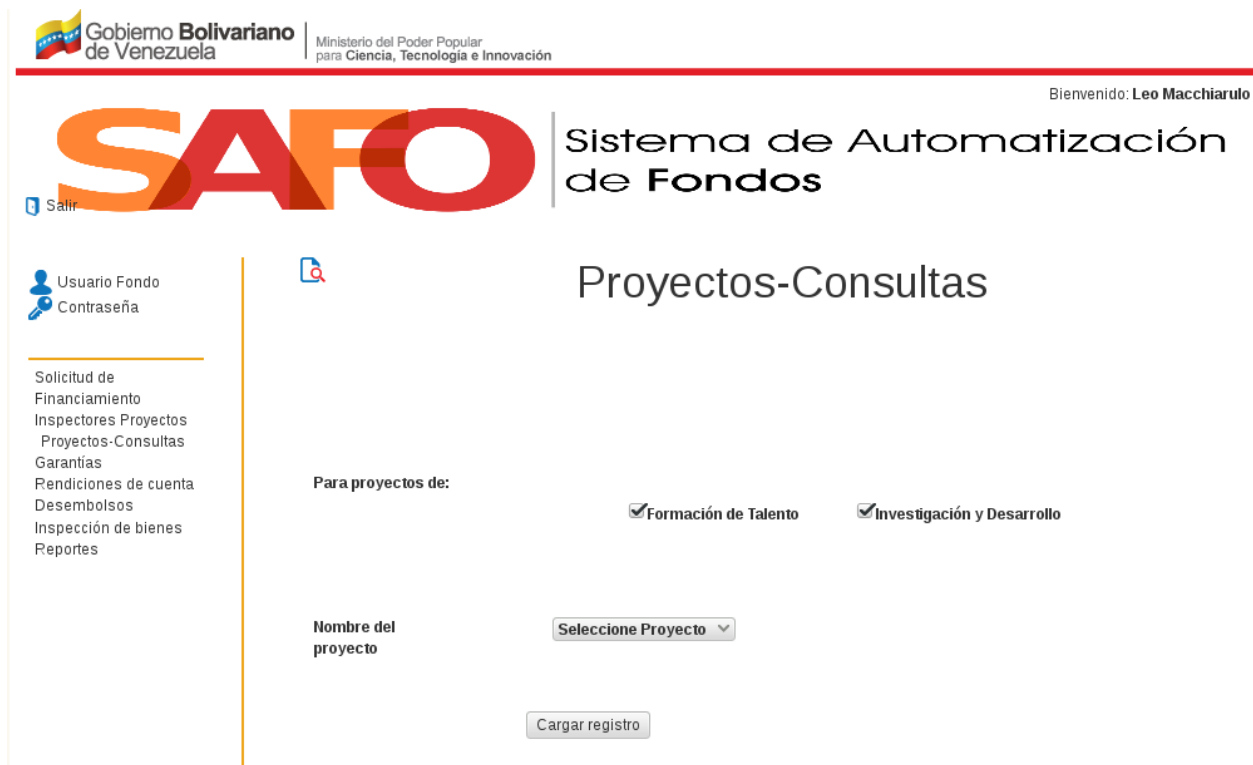 Gobierno Bolivariano
de Venezuela
Ministerio del Poder Popular
para Ciencia, Tecnología e Innovación
Bienvenido: Leo Macchiarulo
SAFO
Sistema de Automatización
de Fondos
Salir
Usuario Fondo
Contraseña
Solicitud de
Financiamiento
Inspectores Proyectos
Proyectos-Consultas
Garantías
Rendiciones de cuenta
Desembolsos
Inspección de bienes
Reportes
Proyectos-Consultas
Para proyectos de:
Formación de Talento
Investigación y Desarrollo
Nombre del
proyecto
Seleccione Proyecto
Cargar registro